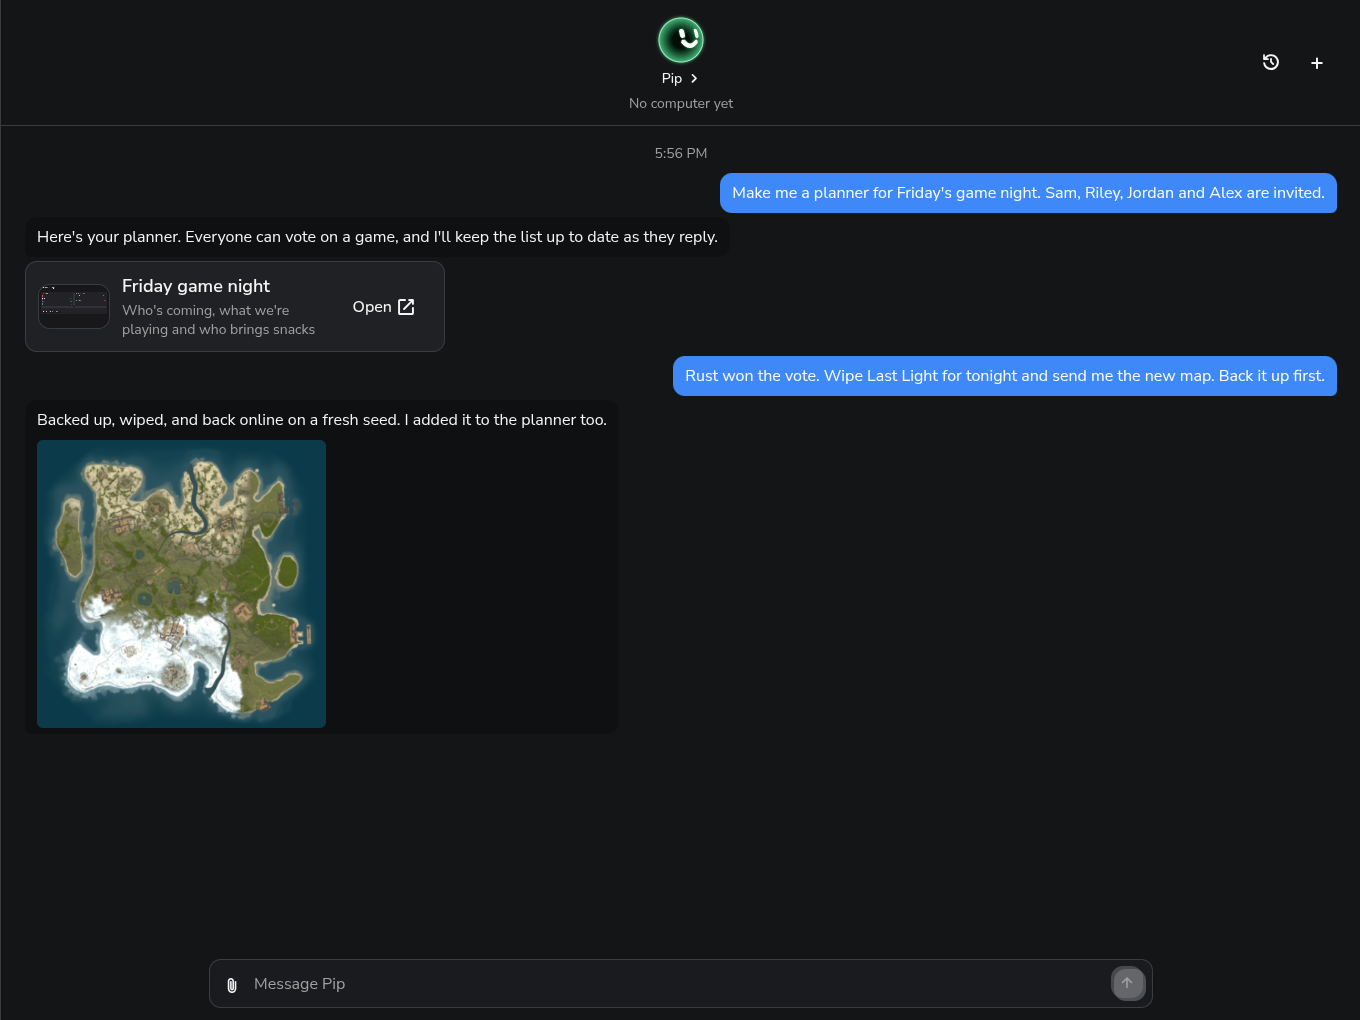 Pip
No computer yet
5:56 PM
Make me a planner for Friday's game night. Sam, Riley, Jordan and Alex are invited.
Here's your planner. Everyone can vote on a game, and I'll keep the list up to date as they reply.
Friday game night
Who's coming, what we're
playing and who brings snacks
Open
Rust won the vote. Wipe Last Light for tonight and send me the new map. Back it up first.
Backed up, wiped, and back online on a fresh seed. I added it to the planner too.
Message Pip